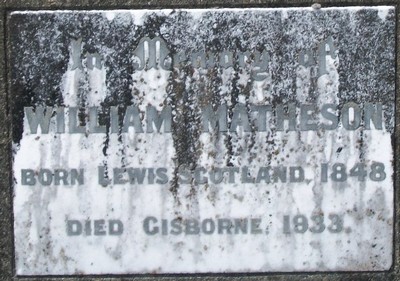 In Memory of
WILLIAM MATHESON
BORN LEWIS SCOTLAND, 1848
DIED GISBORNE, 1933.